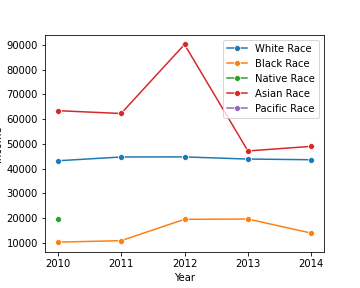 90000
80000
70000
60000
50000
40000
30000
20000
10000
White Race
Black Race
Native Race
Asian Race
Pacific Race
2010 2011 2012 2013 2014
Year